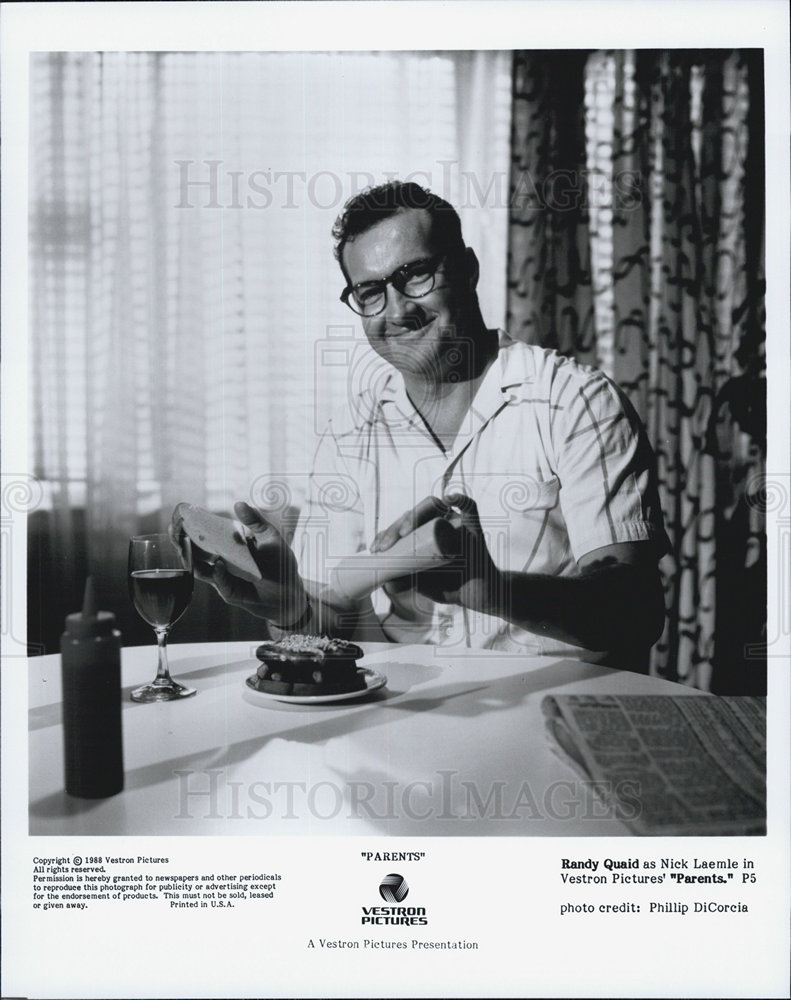 HISTORIC IMAGES
HISTORIC IMAGES
Copyright © 1988 Vestron Pictures
All rights reserved.
Permission is hereby granted to newspapers and other periodicals
to reproduce this photograph for publicity or advertising except
for the endorsement of products. This must not be sold, leased
or given away. Printed in U.S.A.
"PARENTS"
VESTRON
PICTURES
A Vestron Pictures Presentation
Randy Quaid as Nick Laemle in
Vestron Pictures' "Parents." P5
photo credit: Phillip DiCorcia